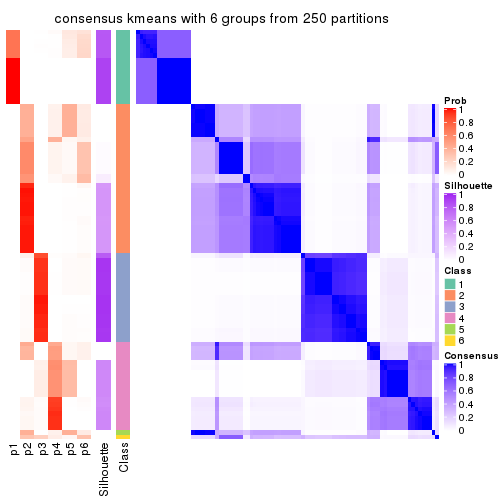 consensus kmeans with 6 groups from 250 partitions
Prob
1
0.8
0.6
0.4
0.2
0
Silhouette
1
0.8
0.6
0.4
0.2
0
Class
1
2
3
4
5
6
Consensus
1
0.8
0.6
0.4
0.2
0
p1
p2
p3
p4
p5
p6
Silhouette
Class